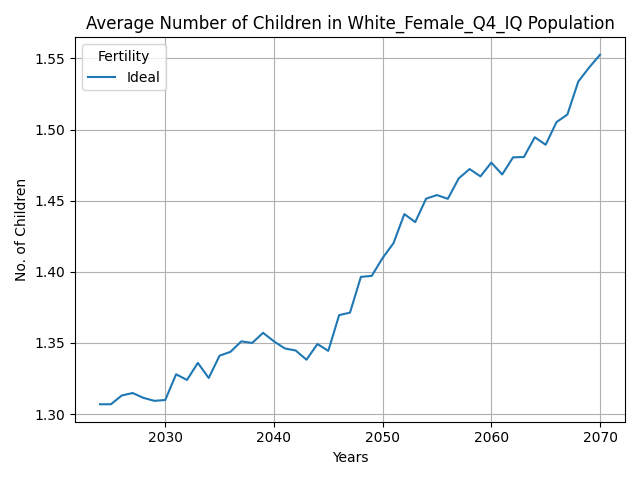 Average Number of Children in White_Female_Q4_IQ Population
Fertility
Ideal
1.55
1.50
1.45
1.40
1.35
1.30
No. of Children
2030 2040 2050 2060 2070
Years